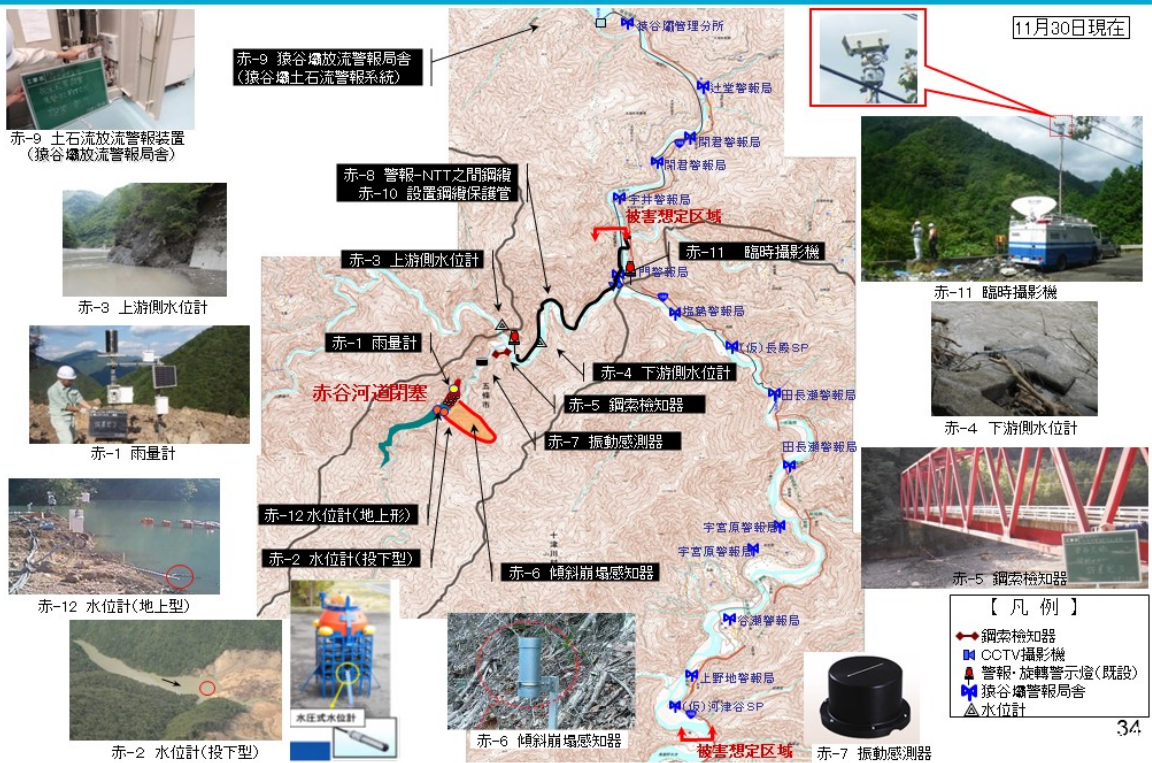 11月30日現在
猿谷壩管理分所
赤-9 猿谷壩放流警報局舎
(猿谷壩土石流警報系統)
赤-9 土石流放流警報装置
(猿谷壩放流警報局舎)
辻堂警報局
閉君警報局
閉君警報局
赤-8 警報-NTT之間鋼纜
赤-10 設置鋼纜保護管
宇井警報局
被害想定区域
赤-11 臨時攝影機
赤-3 上游側水位計
門警報局
赤-11 臨時攝影機
赤-3 上游側水位計
塩鶴警報局
赤-1 雨量計
(仮)長殿SP
赤谷河道閉塞
赤-4 下游側水位計
五條市
田長瀬警報局
赤-5 鋼索檢知器
赤-4 下游側水位計
赤-7 振動感測器
田長瀬警報局
赤-1 雨量計
赤-12水位計(地上形)
宇宮原警報局
十津川
宇宮原警報局
赤-2 水位計(投下型)
赤-6 傾斜崩塌感知器
赤-5 鋼索檢知器
赤-12 水位計(地上型)
【 凡 例 】
谷瀬警報局
鋼索檢知器
CCTV攝影機
警報・旋轉警示燈(既設)
猿谷壩警報局舎
水位計
上野地警報局
(仮)河津谷SP
水圧式水位計
赤-6 傾斜崩塌感知器
被害想定区域
赤-2 水位計(投下型)
赤-7 振動感測器
34